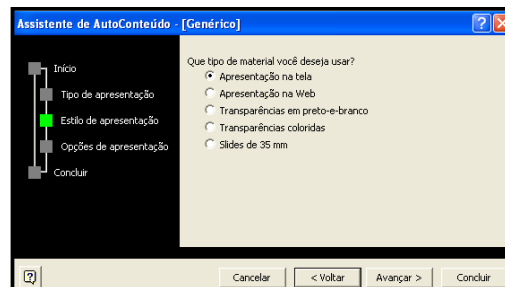 Assistente de AutoConteúdo - [Genérico]
Início
Tipo de apresentação
Estilo de apresentação
Opções de apresentação
Concluir
Que tipo de material você deseja usar?
Apresentação na tela
Apresentação na Web
Transparências em preto-e-branco
Transparências coloridas
Slides de 35 mm
Cancelar
< Voltar
Avançar >
Concluir